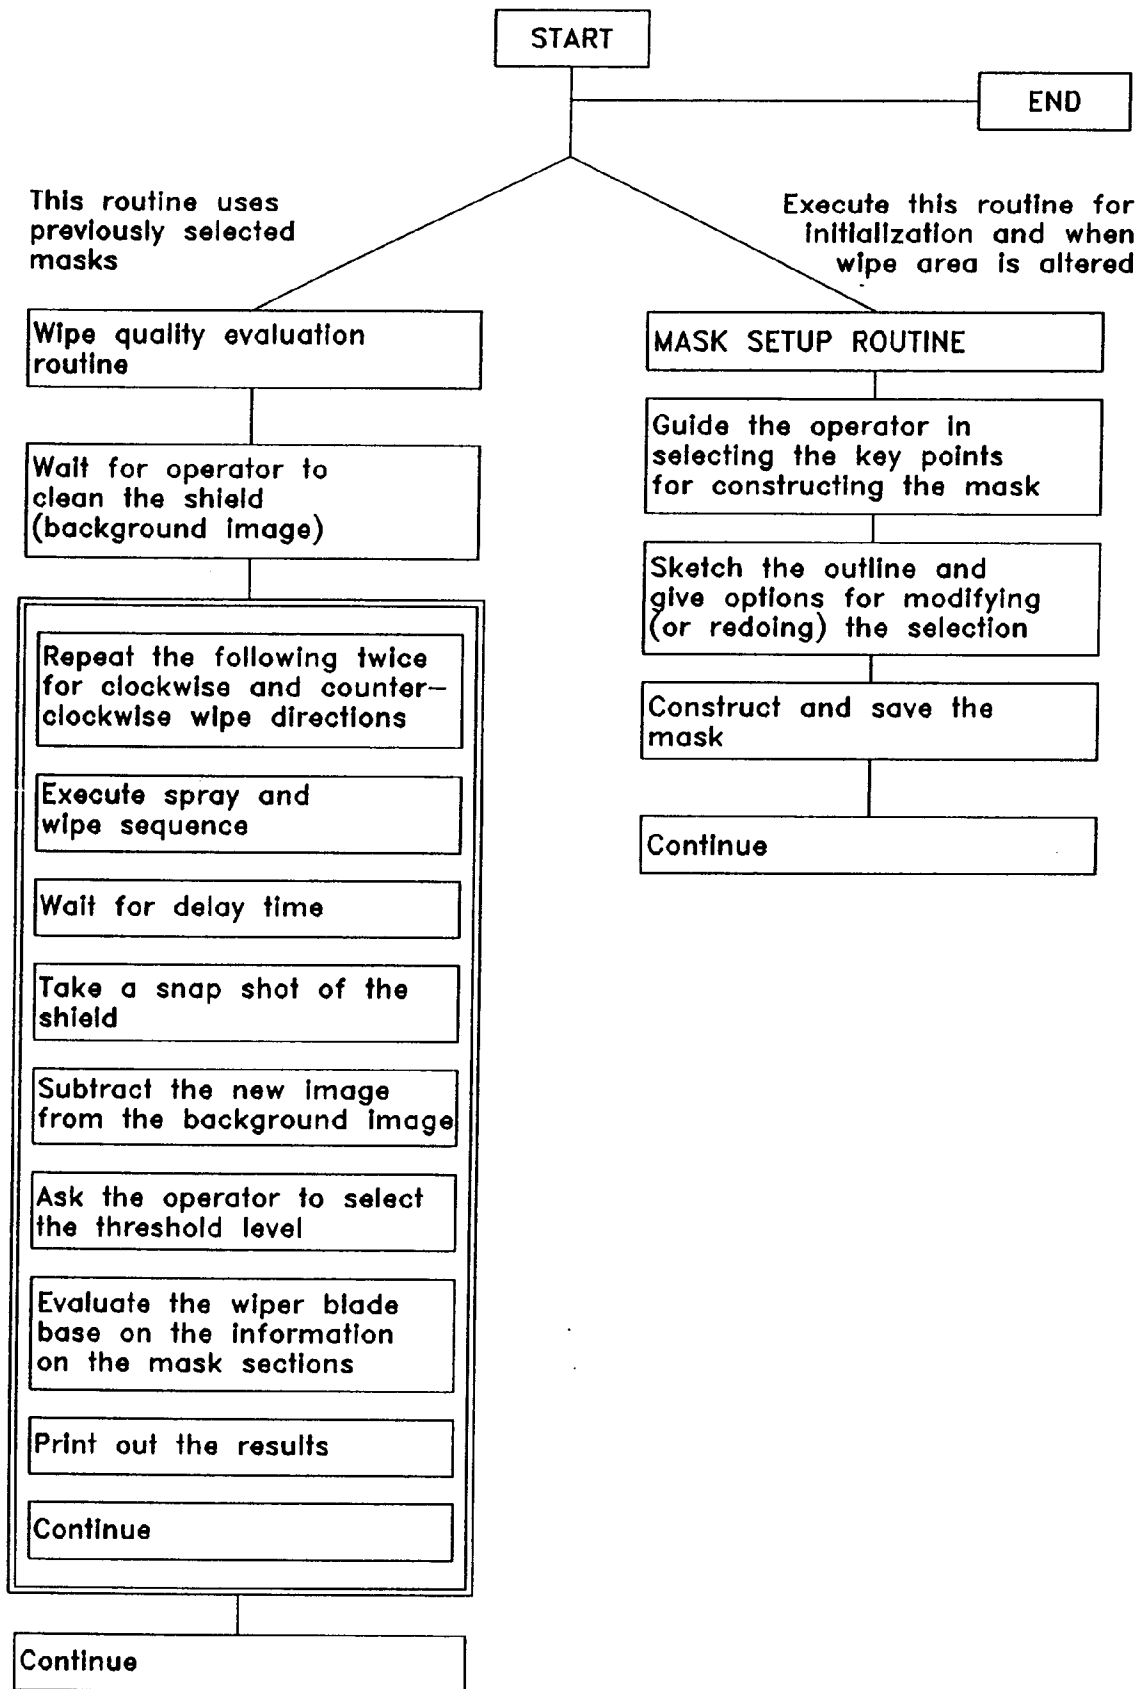 START
END
This routine uses
previously selected
masks
Execute this routine for
initialization and when
wipe area is altered
Wipe quality evaluation
routine
Wait for operator to
clean the shield
(background image)
Repeat the following twice
for clockwise and counter-
clockwise wipe directions
Execute spray and
wipe sequence
Wait for delay time
Take a snap shot of the
shield
Subtract the new image
from the background image
Ask the operator to select
the threshold level
Evaluate the wiper blade
base on the information
on the mask sections
Print out the results
Continue
Continue
MASK SETUP ROUTINE
Guide the operator in
selecting the key points
for constructing the mask
Sketch the outline and
give options for modifying
(or redoing) the selection
Construct and save the
mask
Continue